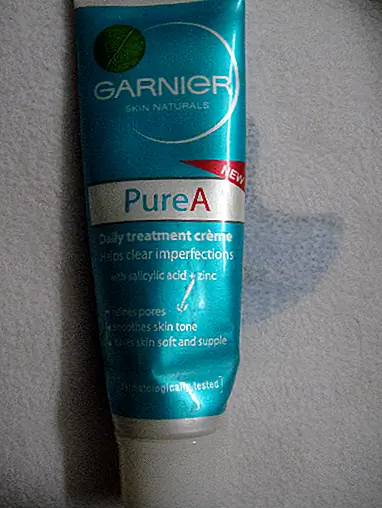 GARNIER
SKIN NATURALS
NEW
PureA
Daily treatment crème
Helps clear imperfections
with salicylic acid + zinc
refines pores
smoothes skin tone
leaves skin soft and supple
dermatologically tested